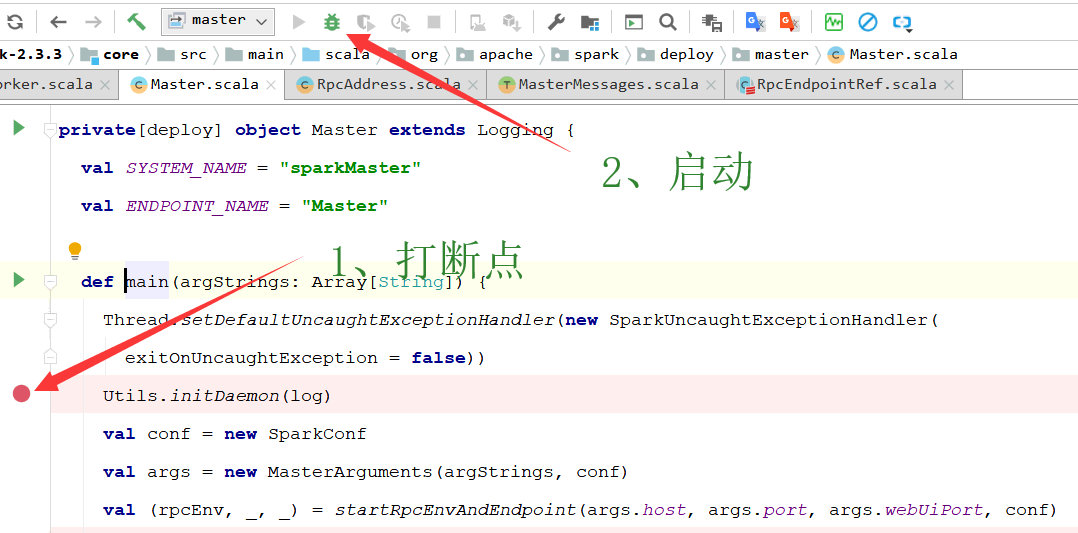 master
k-2.3.3 core src main scala org apache spark deploy master Master.scala
orker.scala Master.scala RpcAddress.scala MasterMessages.scala RpcEndpointRef.scala
private[deploy] object Master extends Logging {
val SYSTEM_NAME = "sparkMaster"
2、启动
val ENDPOINT_NAME = "Master"
1、打断点
def main(argStrings: Array[String]) {
Thread.setDefaultUncaughtExceptionHandler(new SparkUncaughtExceptionHandler(
exitOnUncaughtException = false))
Utils.initDaemon(log)
val conf = new SparkConf
val args = new MasterArguments(argStrings, conf)
val (rpcEnv, _, _) = startRpcEnvAndEndpoint(args.host, args.port, args.webUiPort, conf)